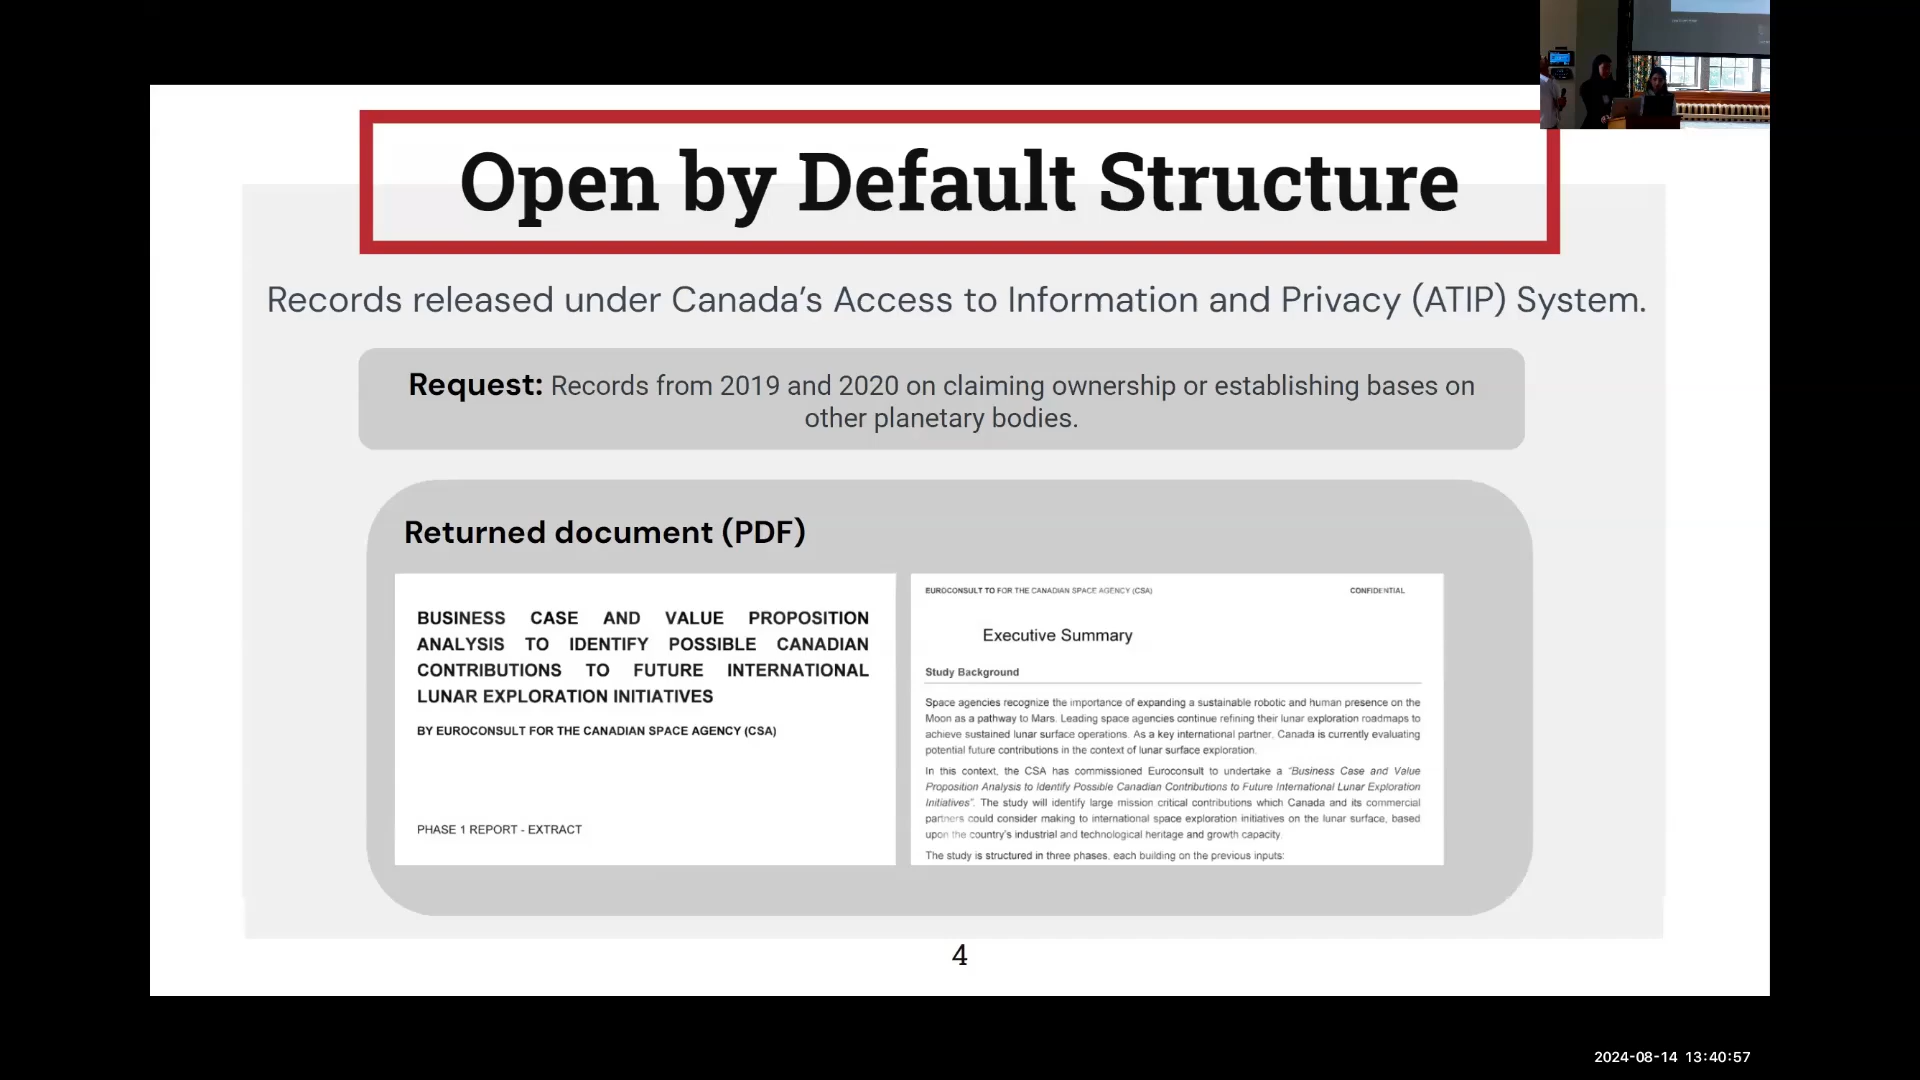 Open by Default Structure
Records released under Canada’s Access to Information and Privacy (ATIP) System.
Request: Records from 2019 and 2020 on claiming ownership or establishing bases on
other planetary bodies.
Returned document (PDF)
BUSINESS CASE AND VALUE PROPOSITION
ANALYSIS TO IDENTIFY POSSIBLE CANADIAN
CONTRIBUTIONS TO FUTURE INTERNATIONAL
LUNAR EXPLORATION INITIATIVES
BY EUROCONSULT FOR THE CANADIAN SPACE AGENCY (CSA)
PHASE 1 REPORT - EXTRACT
EUROCONSULT TO FOR THE CANADIAN SPACE AGENCY (CSA) CONFIDENTIAL
Executive Summary
Study Background
Space agencies recognize the importance of expanding a sustainable robotic and human presence on the
Moon as a pathway to Mars. Leading space agencies continue refining their lunar exploration roadmaps to
achieve sustained lunar surface operations. As a key international partner, Canada is currently evaluating
potential future contributions in the context of lunar surface exploration.
In this context, the CSA has commissioned Euroconsult to undertake a “Business Case and Value
Proposition Analysis to Identify Possible Canadian Contributions to Future International Lunar Exploration
Initiatives”. The study will identify large mission critical contributions which Canada and its commercial
partners could consider making to international space exploration initiatives on the lunar surface, based
upon the country’s industrial and technological heritage and growth capacity.
The study is structured in three phases, each building on the previous inputs:
4
2024-08-14 13:40:57